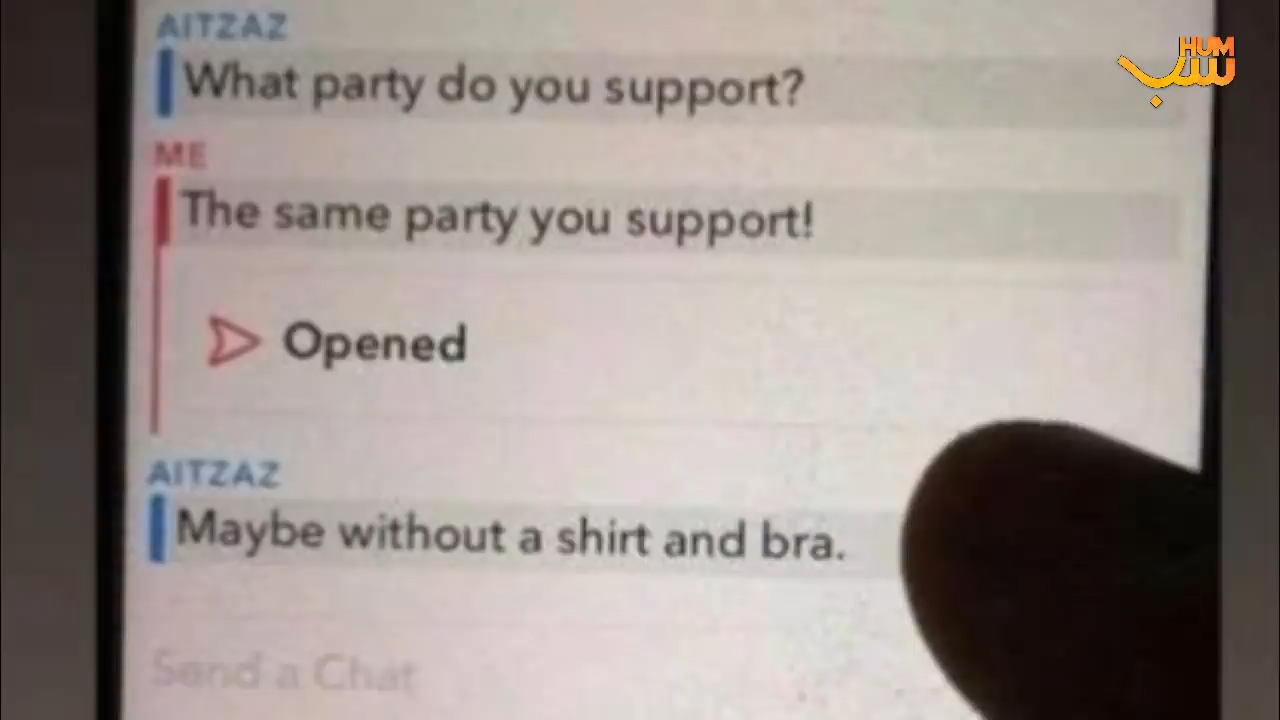 AITZAZ
HUM
What party do you support?
سب
ME
The same party you support!
Opened
AITZAZ
Maybe without a shirt and bra.
Send a Chat